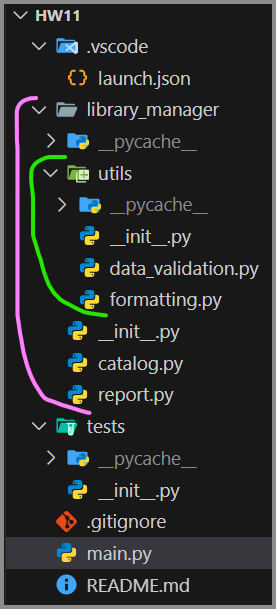 HW11
.vscode
launch.json
library_manager
__pycache__
utils
__pycache__
__init__.py
data_validation.py
formatting.py
__init__.py
catalog.py
report.py
tests
__pycache__
__init__.py
.gitignore
main.py
README.md